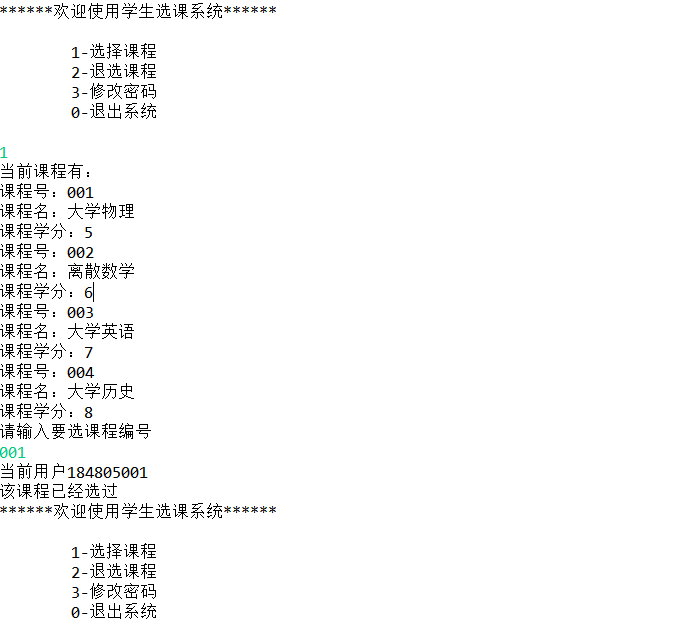 ******欢迎使用学生选课系统******
1-选择课程
2-退选课程
3-修改密码
0-退出系统
1
当前课程有：
课程号：001
课程名：大学物理
课程学分：5
课程号：002
课程名：离散数学
课程学分：6
课程号：003
课程名：大学英语
课程学分：7
课程号：004
课程名：大学历史
课程学分：8
请输入要选课程编号
001
当前用户184805001
该课程已经选过
******欢迎使用学生选课系统******
1-选择课程
2-退选课程
3-修改密码
0-退出系统